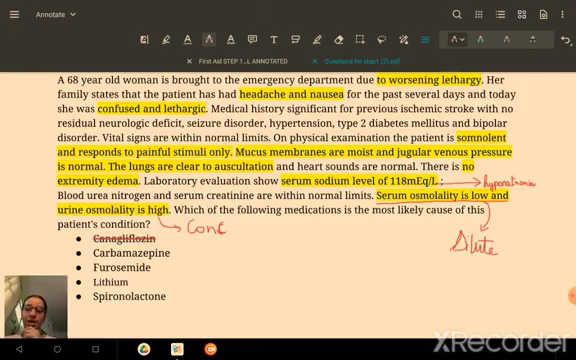 Annotate
First Aid STEP 1...L ANNOTATED
Questions for step1 (2).pdf
A 68 year old woman is brought to the emergency department due to worsening lethargy. Her
family states that the patient has had headache and nausea for the past several days and today
she was confused and lethargic. Medical history significant for previous ischemic stroke with no
residual neurologic deficit, seizure disorder, hypertension, type 2 diabetes mellitus and bipolar
disorder. Vital signs are within normal limits. On physical examination the patient is somnolent
and responds to painful stimuli only. Mucus membranes are moist and jugular venous pressure
is normal. The lungs are clear to auscultation and heart sounds are normal. There is no
extremity edema. Laboratory evaluation show serum sodium level of 118mEq/L; hyponatremia
Blood urea nitrogen and serum creatinine are within normal limits. Serum osmolality is low and
urine osmolality is high. Which of the following medications is the most likely cause of this
patient's condition? Conc
Dilute
Canagliflozin
Carbamazepine
Furosemide
Lithium
Spironolactone
XRECORDER